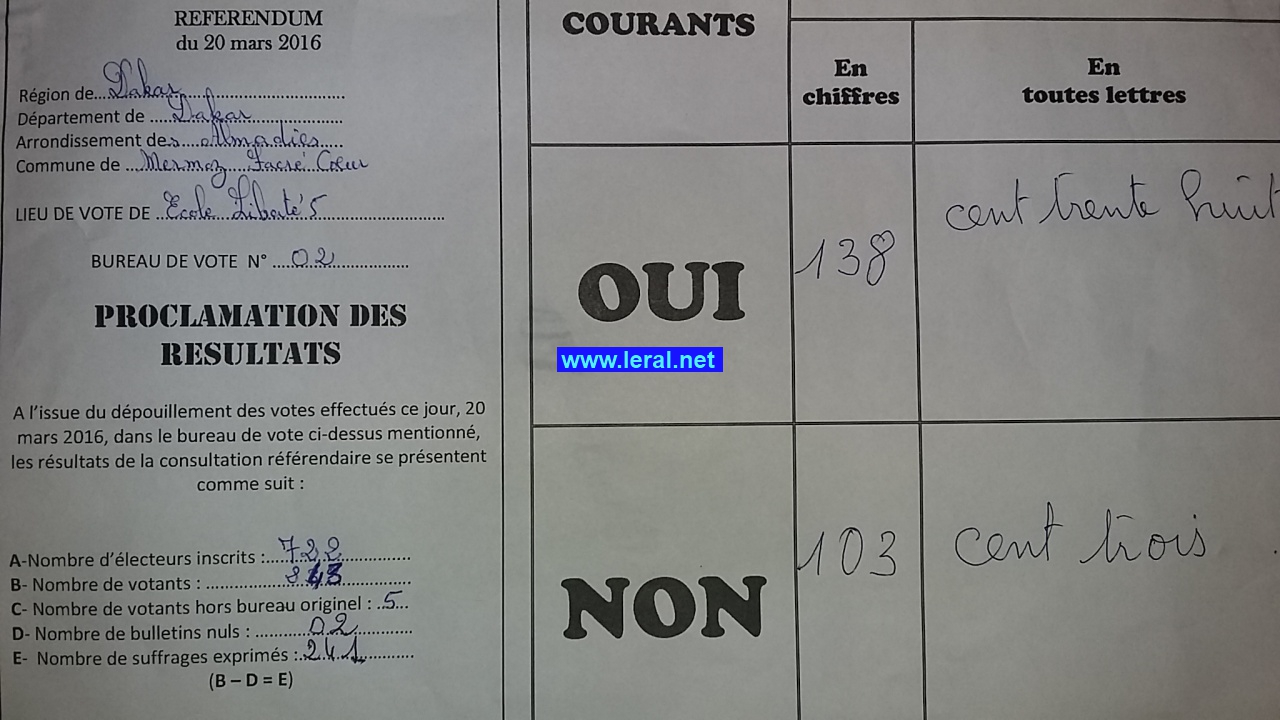 REFERENDUM
du 20 mars 2016
Région de....Dakar
Département de ....Dakar
Arrondissement des....Almadies
Commune de ...Mermoz Sacré Cœur
LIEU DE VOTE DE ...Ecole Liberté 5
BUREAU DE VOTE N° ....02
PROCLAMATION DES
RESULTATS
A l'issue du dépouillement des votes effectués ce jour, 20
mars 2016, dans le bureau de vote ci-dessus mentionné,
les résultats de la consultation référendaire se présentent
comme suit :
A-Nombre d'électeurs inscrits :....722
B- Nombre de votants :
C- Nombre de votants hors bureau originel : ..5...
D- Nombre de bulletins nuls : ....02
E- Nombre de suffrages exprimés :..241
(B – D = E)
COURANTS
En
chiffres
En
toutes lettres
OUI
138
cent trente huit
www.leral.net
NON
103
cent trois